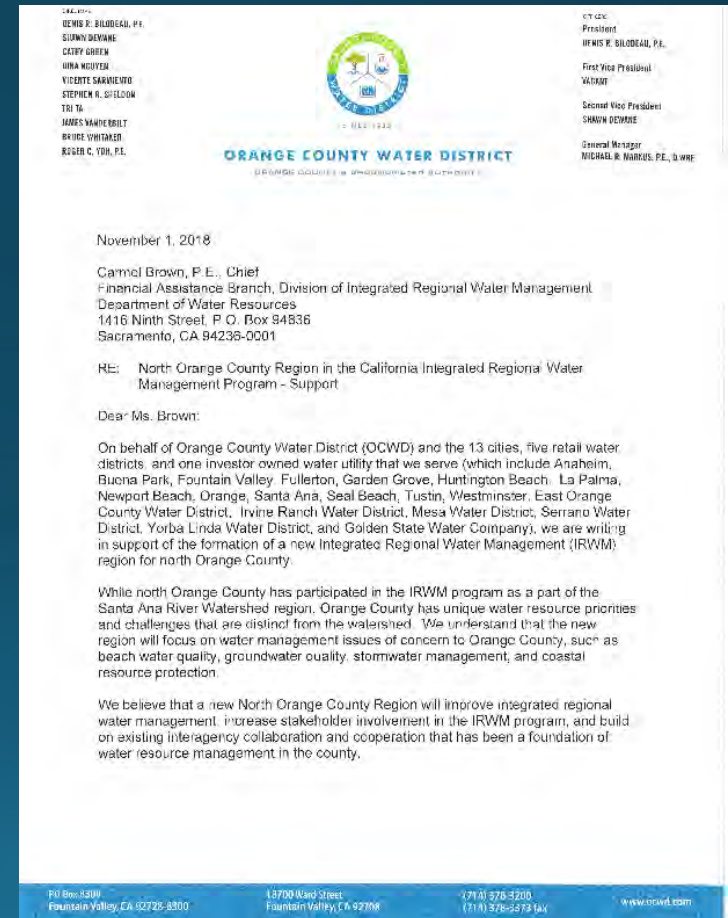 DENIS R. BILODEAU, P.E.
SHAWN DEWANE
CATHY GREEN
DINA NGUYEN
VICENTE SARMIENTO
STEPHEN R. SHELDON
TRI TA
JAMES VANDERBILT
BRUCE WHITAKER
ROGER C. YOH, P.E.
WATER DISTRICT
ORANGE COUNTY WATER DISTRICT
President
DENIS R. BILODEAU, P.E.
First Vice President
VACANT
Second Vice President
SHAWN DEWANE
General Manager
MICHAEL R. MARKUS, P.E., D.WRE
November 1, 2018
Carmel Brown, P.E., Chief
Financial Assistance Branch, Division of Integrated Regional Water Management
Department of Water Resources
1416 Ninth Street, P.O. Box 94836
Sacramento, CA 94236-0001
RE: North Orange County Region in the California Integrated Regional Water
Management Program - Support
Dear Ms. Brown:
On behalf of Orange County Water District (OCWD) and the 13 cities, five retail water
districts, and one investor owned water utility that we serve (which include Anaheim,
Buena Park, Fountain Valley, Fullerton, Garden Grove, Huntington Beach, La Palma,
Newport Beach, Orange, Santa Ana, Seal Beach, Tustin, Westminster, East Orange
County Water District, Irvine Ranch Water District, Mesa Water District, Serrano Water
District, Yorba Linda Water District, and Golden State Water Company), we are writing
in support of the formation of a new Integrated Regional Water Management (IRWM)
region for north Orange County.
While north Orange County has participated in the IRWM program as a part of the
Santa Ana River Watershed region, Orange County has unique water resource priorities
and challenges that are distinct from the watershed. We understand that the new
region will focus on water management issues of concern to Orange County, such as
beach water quality, groundwater quality, stormwater management, and coastal
resource protection.
We believe that a new North Orange County Region will improve integrated regional
water management, increase stakeholder involvement in the IRWM program, and build
on existing interagency collaboration and cooperation that has been a foundation of
water resource management in the county.
PO Box 8300
Fountain Valley, CA 92728-8300
18700 Ward Street
Fountain Valley, CA 92708
(714) 378-3200
(714) 378-3373 fax
www.ocwd.com